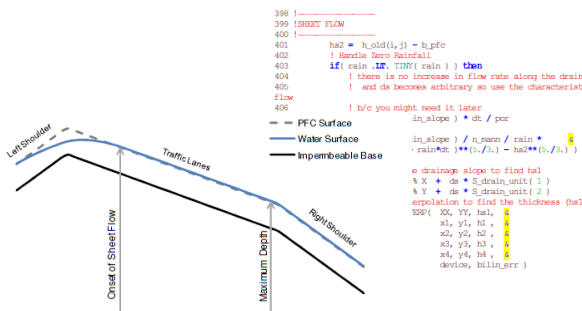 398 !-----------------
399 !SHEET FLOW
400 !-----------------
401 hs2 = h_old(i,j) - b_pfc
402 ! Handle Zero Rainfall
403 if( rain .LT. TINY( rain ) ) then
404 ! there is no increase in flow rate along the drain
405 ! and ds becomes arbitrary so use the characterist
flow
406 ! b/c you might need it later
in_slope ) * dt / por
in_slope ) / n_mann / rain * &
rain*dt )**(5./3.) - hs2**(5./3.)
e drainage slope to find hs1
% X + ds * S_drain_unit( 1 )
% Y + ds * S_drain_unit( 2 )
erpolation to find the thickness (hs1
ERP( XX, YY, hs1, &
x1, y1, h1 , &
x2, y2, h2 , &
x3, y3, h3 , &
x4, y4, h4 , &
device, bilin_err )
PFC Surface
Water Surface
Impermbeable Base
Left Shoulder
Traffic Lanes
Right Shoulder
Onset of Sheet Flow
Maximum Depth